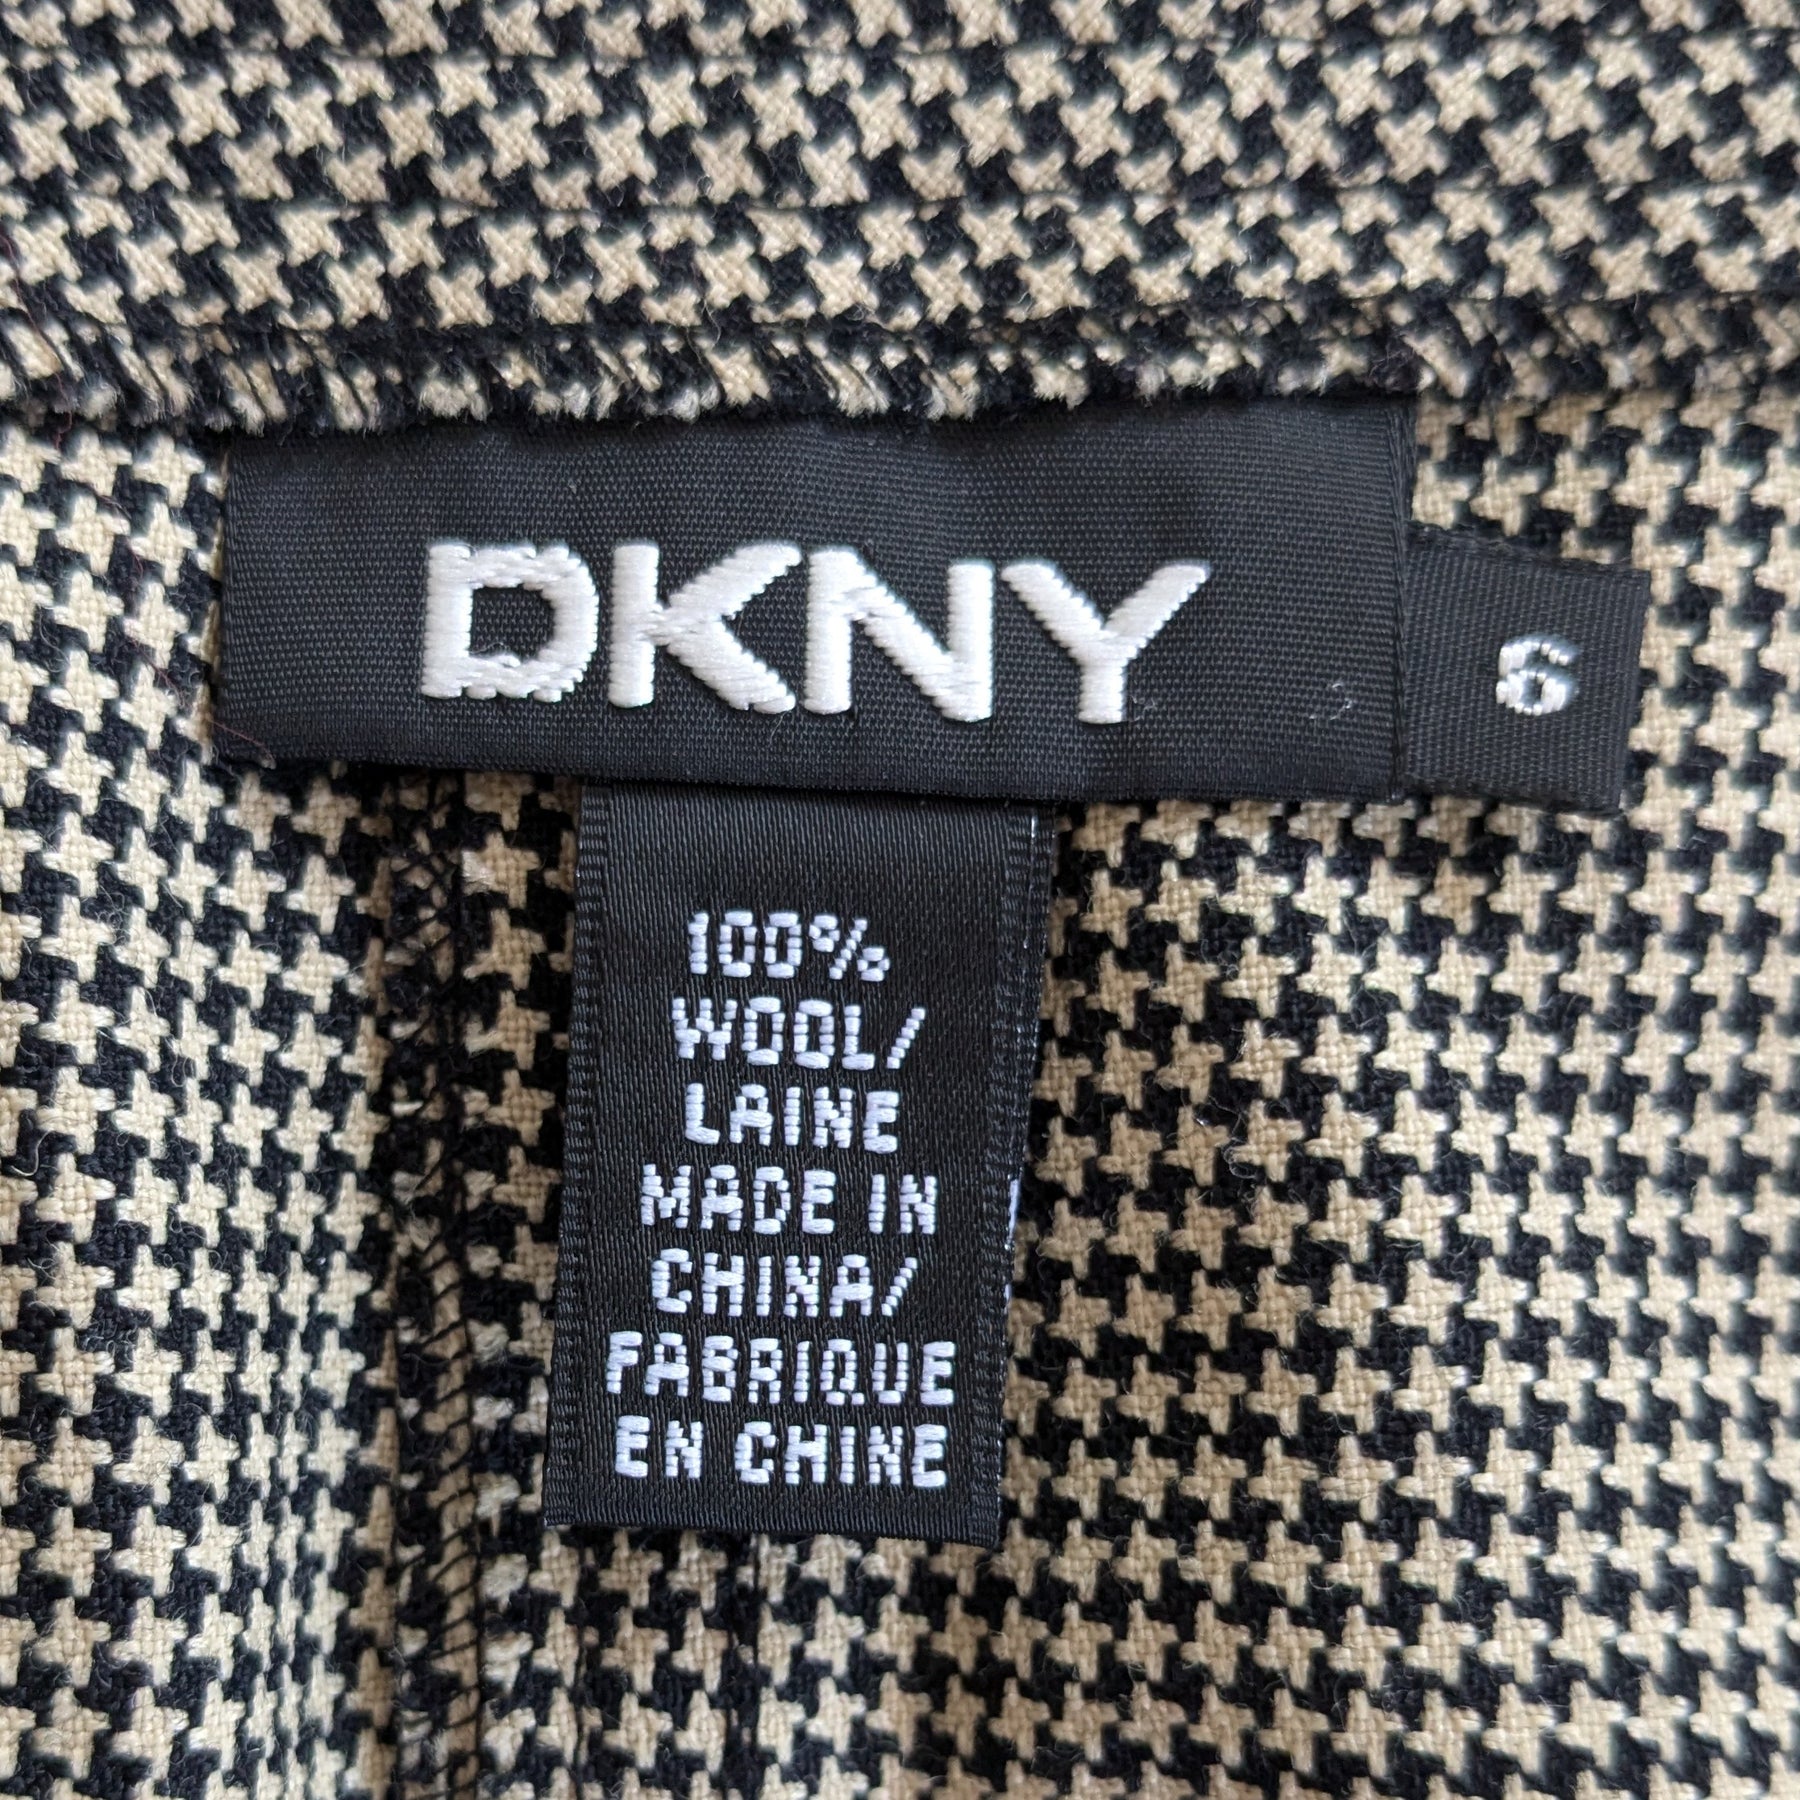 DKNY
6
100%
WOOL/
LAINE
MADE IN
CHINA/
FABRIQUE
EN CHINE